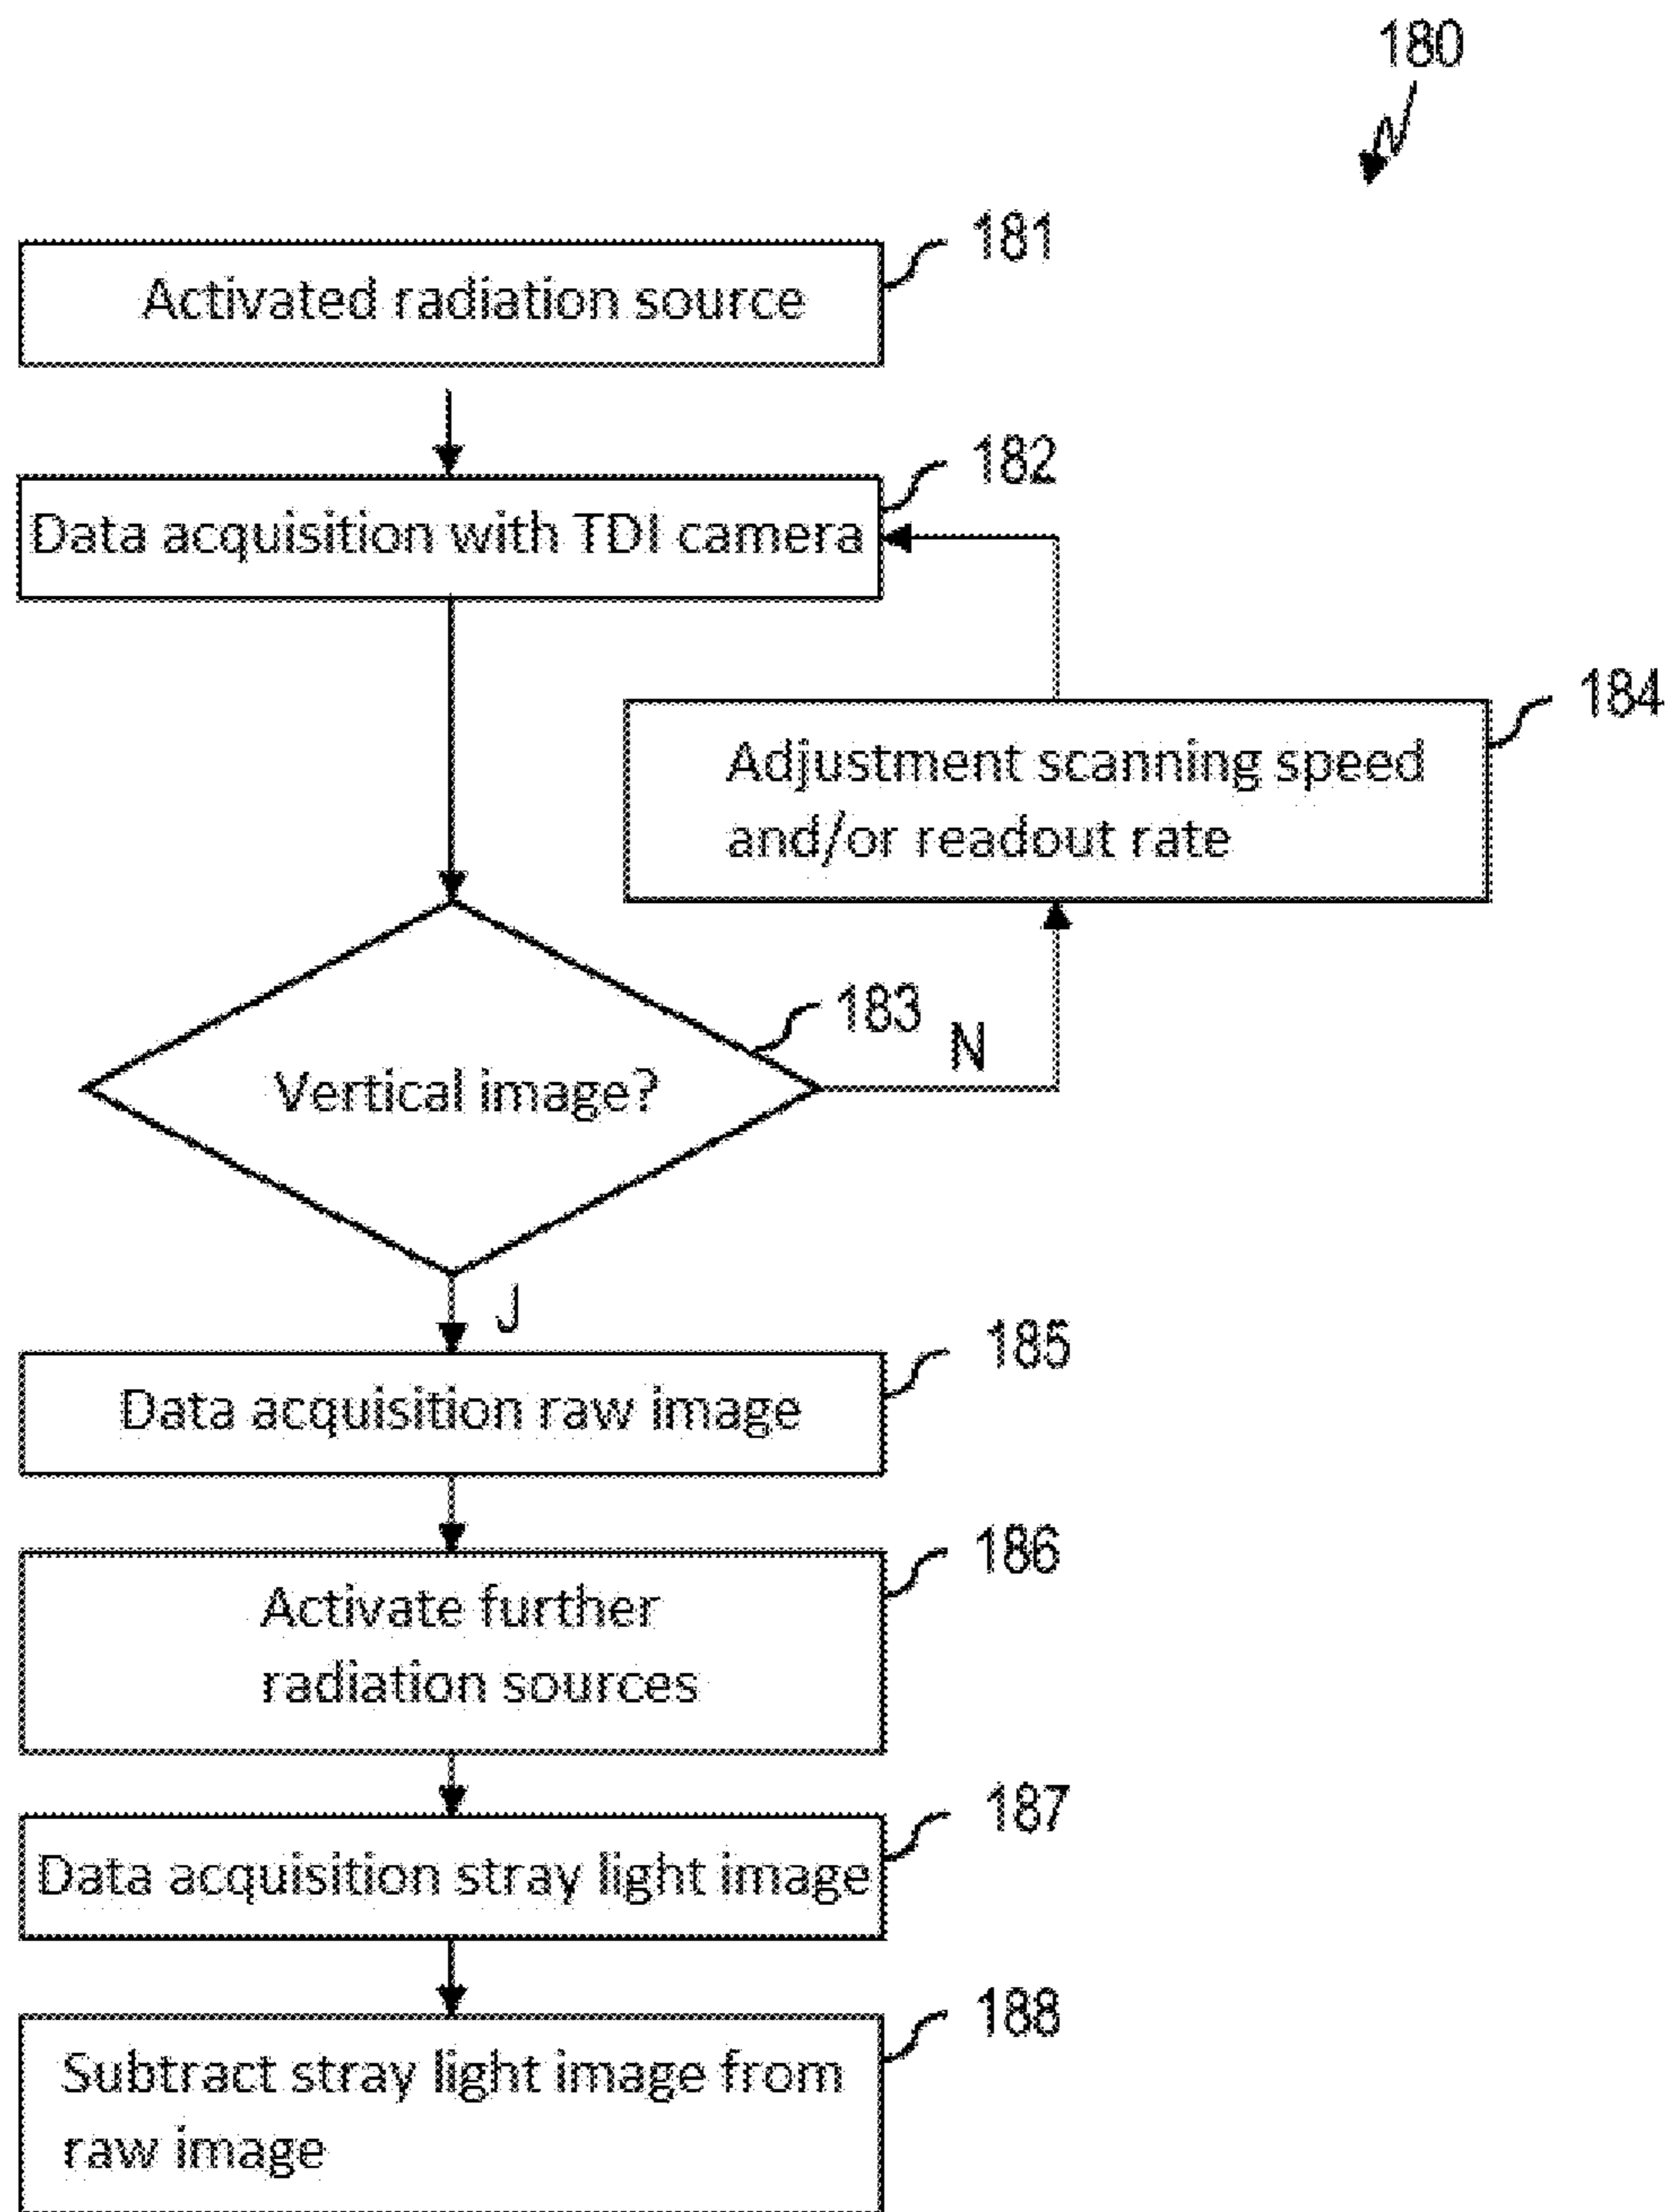 180
181
Activated radiation source
182
Data acquisition with TDI camera
184
Adjustment scanning speed
and/or readout rate
183
N
Vertical image?
J
185
Data acquisition raw image
186
Activate further
radiation sources
187
Data acquisition stray light image
188
Subtract stray light image from
raw image